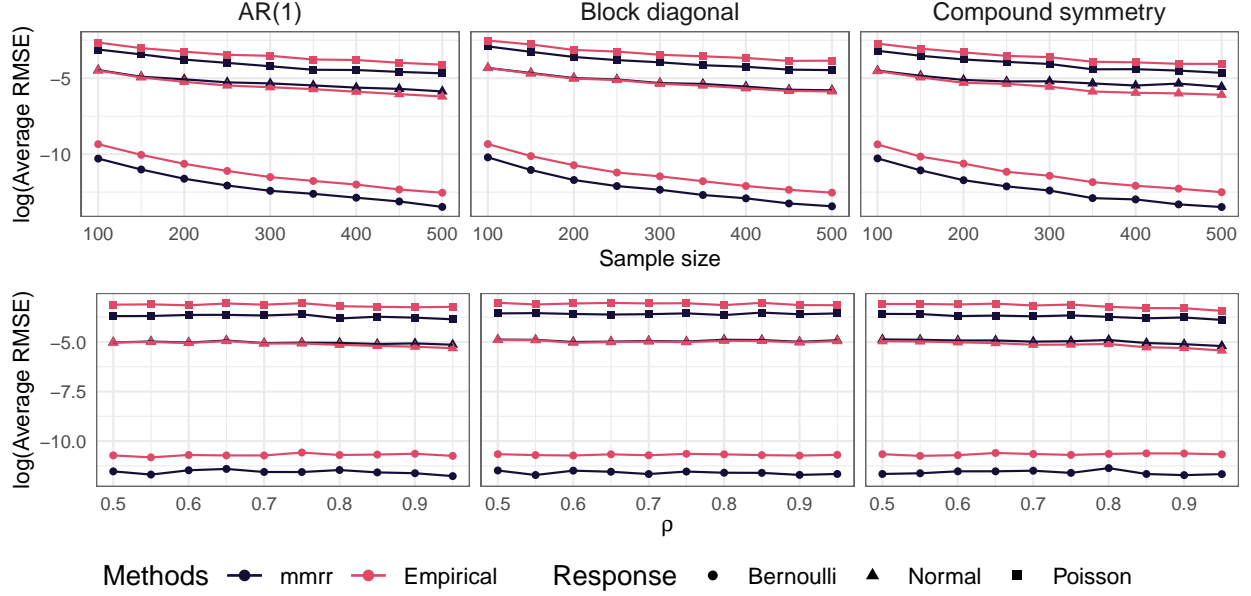 AR(1) Block diagonal Compound symmetry
log(Average RMSE)
−5
−10
100 200 300 400 500 100 200 300 400 500 100 200 300 400 500
Sample size
log(Average RMSE)
−5.0
−7.5
−10.0
0.5 0.6 0.7 0.8 0.9 0.5 0.6 0.7 0.8 0.9 0.5 0.6 0.7 0.8 0.9
ρ
Methods mmrr Empirical Response Bernoulli Normal Poisson